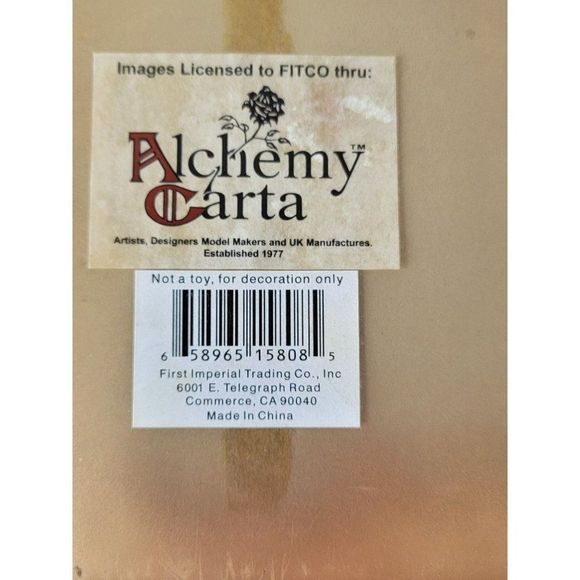 Images Licensed to FITCO thru:
Alchemy™
Carta
Artists, Designers Model Makers and UK Manufactures.
Established 1977
Not a toy, for decoration only
6 58965 15808 5
First Imperial Trading Co., Inc
6001 E. Telegraph Road
Commerce, CA 90040
Made In China